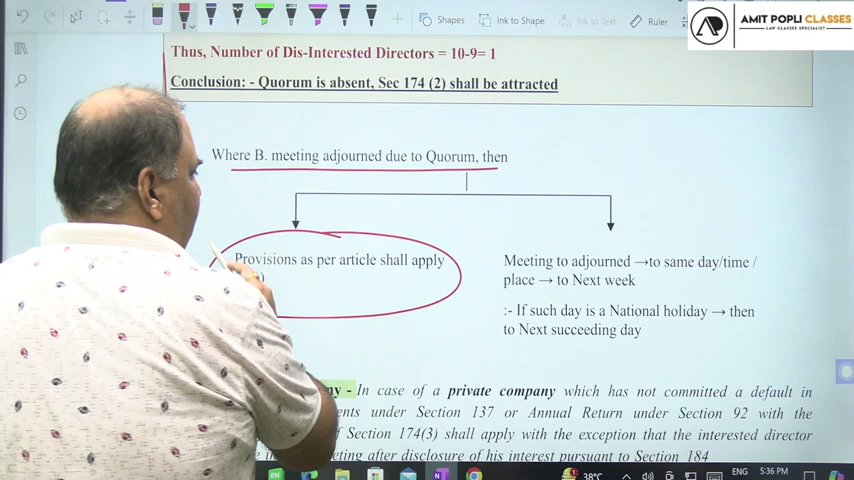 Shapes
Ink to Shape
Ink to Text
Ruler
AMIT POPLI CLASSES
LAW CLASSES SPECIALIST
Thus, Number of Dis-Interested Directors = 10-9= 1
Conclusion: - Quorum is absent, Sec 174 (2) shall be attracted
Where B. meeting adjourned due to Quorum, then
Provisions as per article shall apply
Meeting to adjourned →to same day/time /
place → to Next week
:- If such day is a National holiday → then
to Next succeeding day
In case of a private company which has not committed a default in
under Section 137 or Annual Return under Section 92 with the
Section 174(3) shall apply with the exception that the interested director
after disclosure of his interest pursuant to Section 184
38°C
ENG
5:36 PM